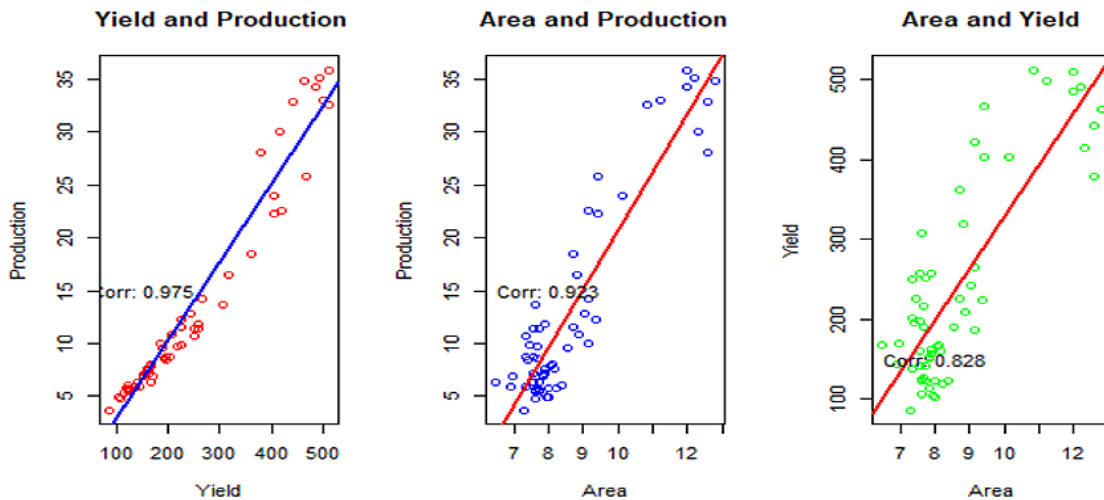 Yield and Production
35
30
25
20
15
10
5
Production
Corr: 0.975
100 200 300 400 500
Yield
Area and Production
35
30
25
20
15
10
5
Production
Corr: 0.923
7 8 9 10 12
Area
Area and Yield
500
400
300
200
100
Yield
Corr: 0.828
7 8 9 10 12
Area